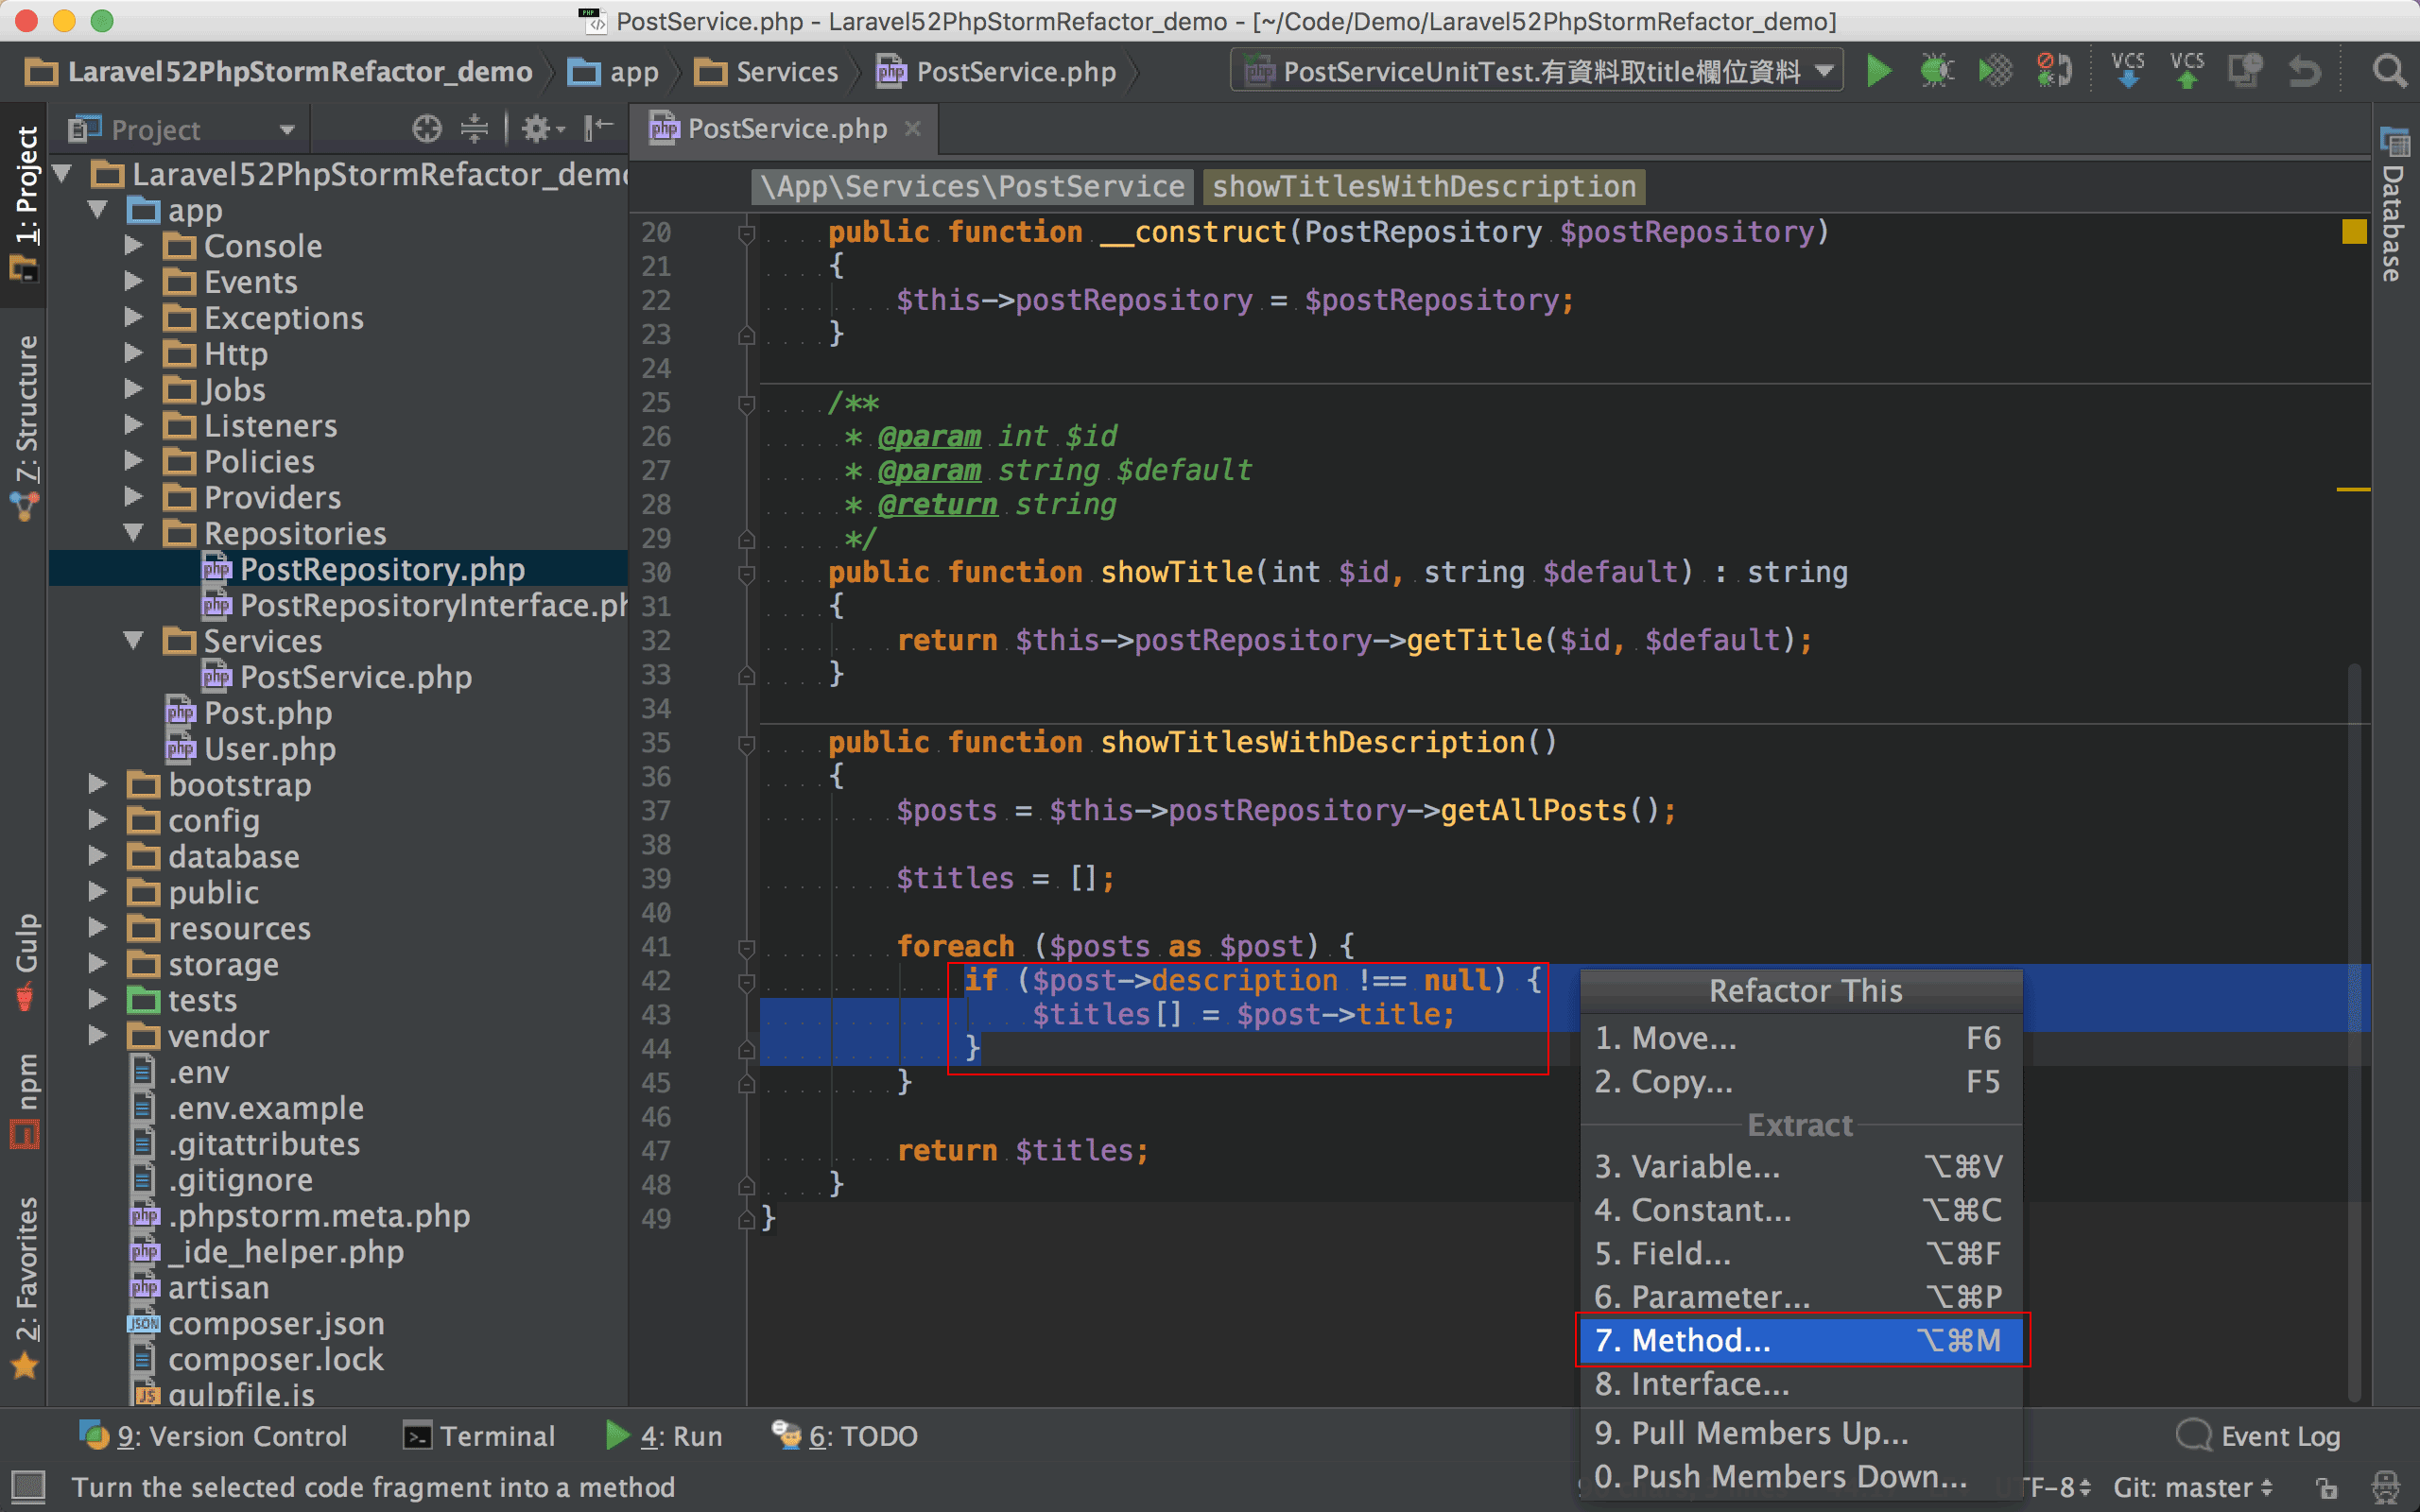 PostService.php - Laravel52PhpStormRefactor_demo - [~/Code/Demo/Laravel52PhpStormRefactor_demo]
Laravel52PhpStormRefactor_demo app Services PostService.php PostServiceUnitTest.有資料取title欄位資料 VCS VCS
1: Project
Z: Structure
Gulp
npm
2: Favorites
Project
Laravel52PhpStormRefactor_demo
app
Console
Events
Exceptions
Http
Jobs
Listeners
Policies
Providers
Repositories
PostRepository.php
PostRepositoryInterface.ph
Services
PostService.php
Post.php
User.php
bootstrap
config
database
public
resources
storage
tests
vendor
.env
.env.example
.gitattributes
.gitignore
.phpstorm.meta.php
_ide_helper.php
artisan
composer.json
composer.lock
gulpfile.js
PostService.php
\App\Services\PostService showTitlesWithDescription
20 public function __construct(PostRepository $postRepository)
21 {
22 $this->postRepository = $postRepository;
23 }
24
25 /**
26 * @param int $id
27 * @param string $default
28 * @return string
29 */
30 public function showTitle(int $id, string $default) : string
31 {
32 return $this->postRepository->getTitle($id, $default);
33 }
34
35 public function showTitlesWithDescription()
36 {
37 $posts = $this->postRepository->getAllPosts();
38
39 $titles = [];
40
41 foreach ($posts as $post) {
42 if ($post->description !== null) {
43 $titles[] = $post->title;
44 }
45 }
46
47 return $titles;
48 }
49 }
Refactor This
1. Move... F6
2. Copy... F5
Extract
3. Variable... ⌥⌘V
4. Constant... ⌥⌘C
5. Field... ⌥⌘F
6. Parameter... ⌥⌘P
7. Method... ⌥⌘M
8. Interface...
9. Pull Members Up...
0. Push Members Down...
Database
9: Version Control Terminal 4: Run 6: TODO Event Log
Turn the selected code fragment into a method TF-8 Git: master